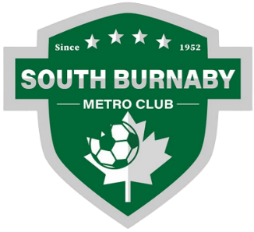 Since 1952
SOUTH BURNABY
METRO CLUB